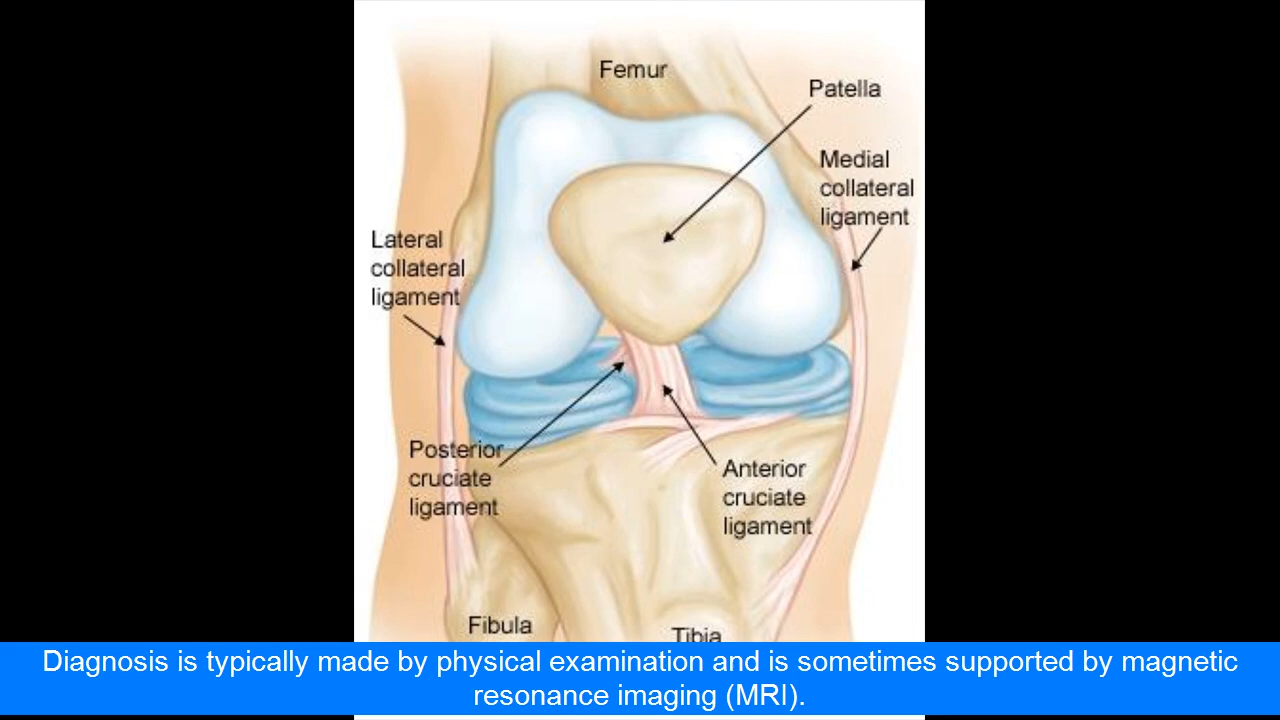 Femur
Patella
Medial
collateral
ligament
Lateral
collateral
ligament
Posterior
cruciate
ligament
Anterior
cruciate
ligament
Fibula
Tibia
Diagnosis is typically made by physical examination and is sometimes supported by magnetic
resonance imaging (MRI).